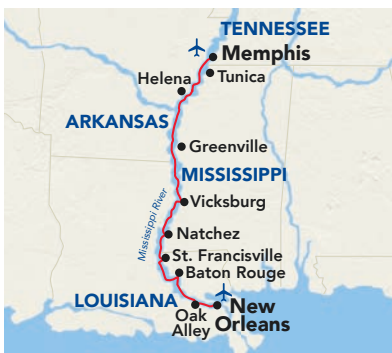 TENNESSEE
Memphis
Tunica
Helena
ARKANSAS
Greenville
MISSISSIPPI
Vicksburg
Mississippi River
Natchez
St. Francisville
Baton Rouge
LOUISIANA
Oak
Alley
New
Orleans